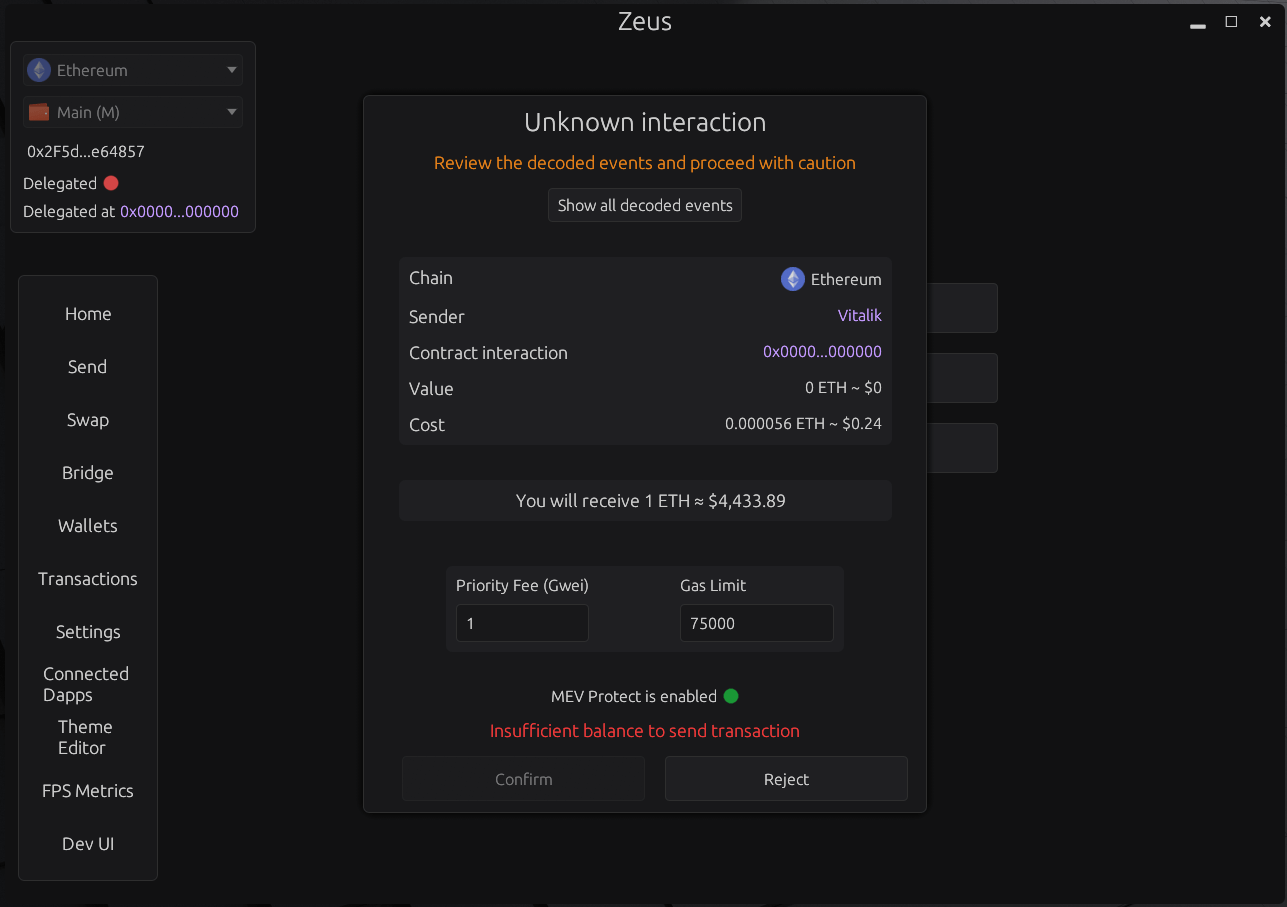 Zeus
Ethereum
Main (M)
0x2F5d...e64857
Delegated
Delegated at 0x0000...000000
Home
Send
Swap
Bridge
Wallets
Transactions
Settings
Connected
Dapps
Theme
Editor
FPS Metrics
Dev UI
Unknown interaction
Review the decoded events and proceed with caution
Show all decoded events
Chain Ethereum
Sender Vitalik
Contract interaction 0x0000...000000
Value 0 ETH ~ $0
Cost 0.000056 ETH ~ $0.24
You will receive 1 ETH ≈ $4,433.89
Priority Fee (Gwei) Gas Limit
1 75000
MEV Protect is enabled
Insufficient balance to send transaction
Confirm Reject